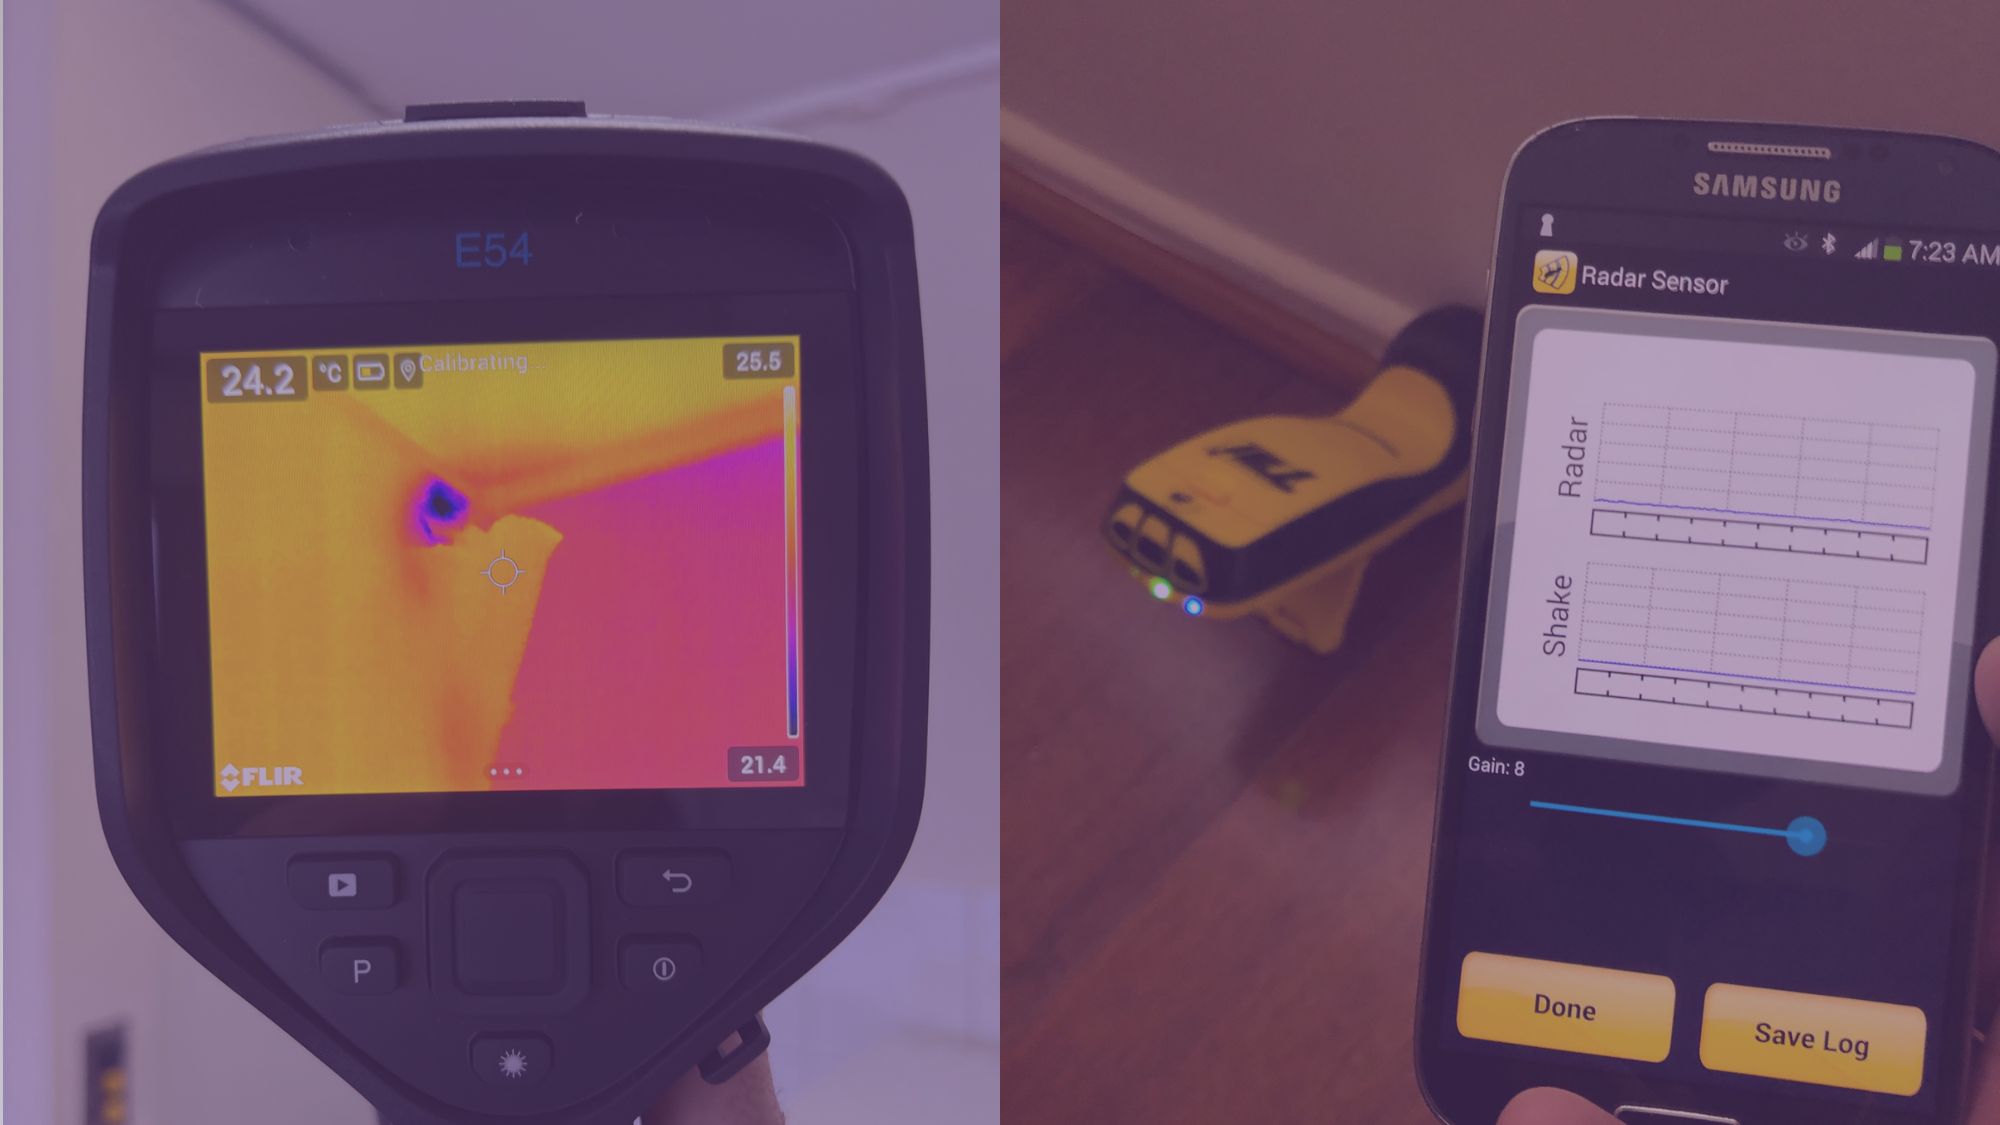 E54
24.2
°C
Calibrating...
25.5
21.4
FLIR
P
SAMSUNG
7:23 AM
Radar Sensor
Radar
Shake
Gain: 8
Done
Save Log